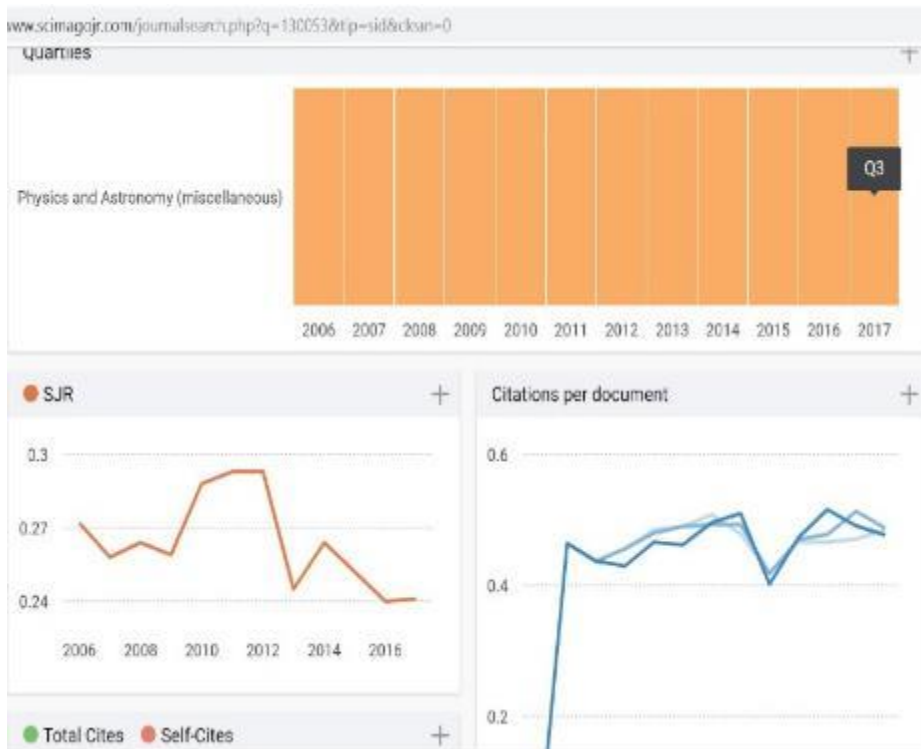 www.scimagojr.com/journalsearch.php?q=130053&tip=sid&clean=0
Quartiles
Physics and Astronomy (miscellaneous)
Q3
2006 2007 2008 2009 2010 2011 2012 2013 2014 2015 2016 2017
SJR
0.3
0.27
0.24
2006 2008 2010 2012 2014 2016
Citations per document
0.6
0.4
0.2
Total Cites Self-Cites